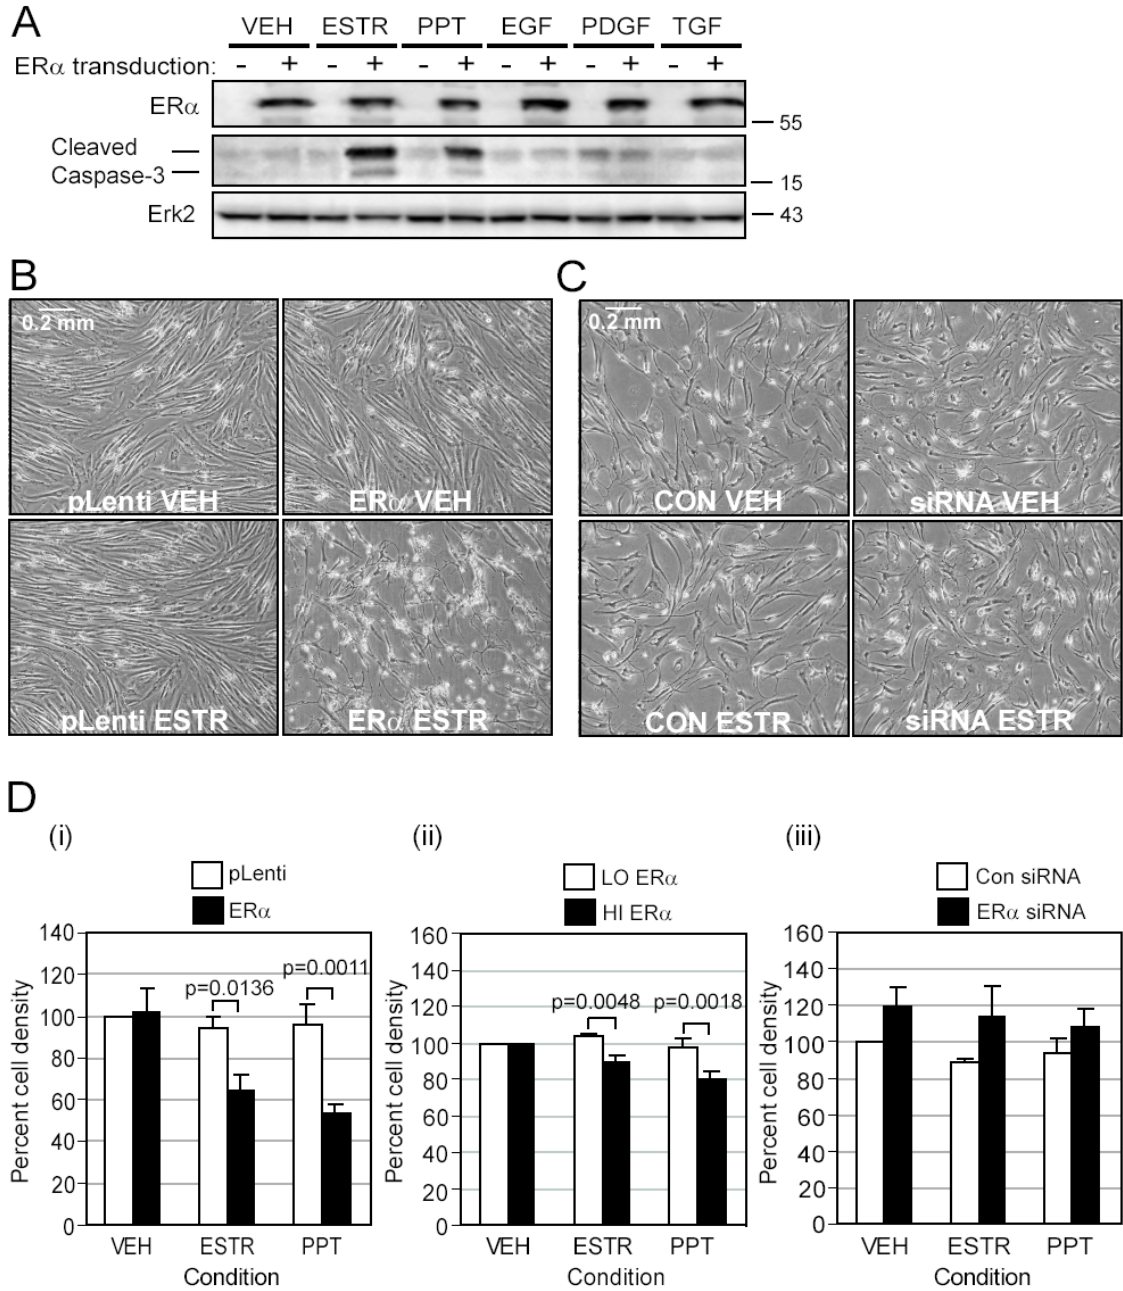 A
VEH ESTR PPT EGF PDGF TGF
ERα transduction: - + - + - + - + - + - +
ERα
55
Cleaved
Caspase-3
15
Erk2
43
B
0.2 mm
pLenti VEH
ERα VEH
pLenti ESTR
ERα ESTR
C
0.2 mm
CON VEH
siRNA VEH
CON ESTR
siRNA ESTR
D
(i)
pLenti
ERα
140
120
100
80
60
40
20
0
Percent cell density
p=0.0136
p=0.0011
VEH ESTR PPT
Condition
(ii)
LO ERα
HI ERα
160
140
120
100
80
60
40
20
0
Percent cell density
p=0.0048
p=0.0018
VEH ESTR PPT
Condition
(iii)
Con siRNA
ERα siRNA
160
140
120
100
80
60
40
20
0
Percent cell density
VEH ESTR PPT
Condition